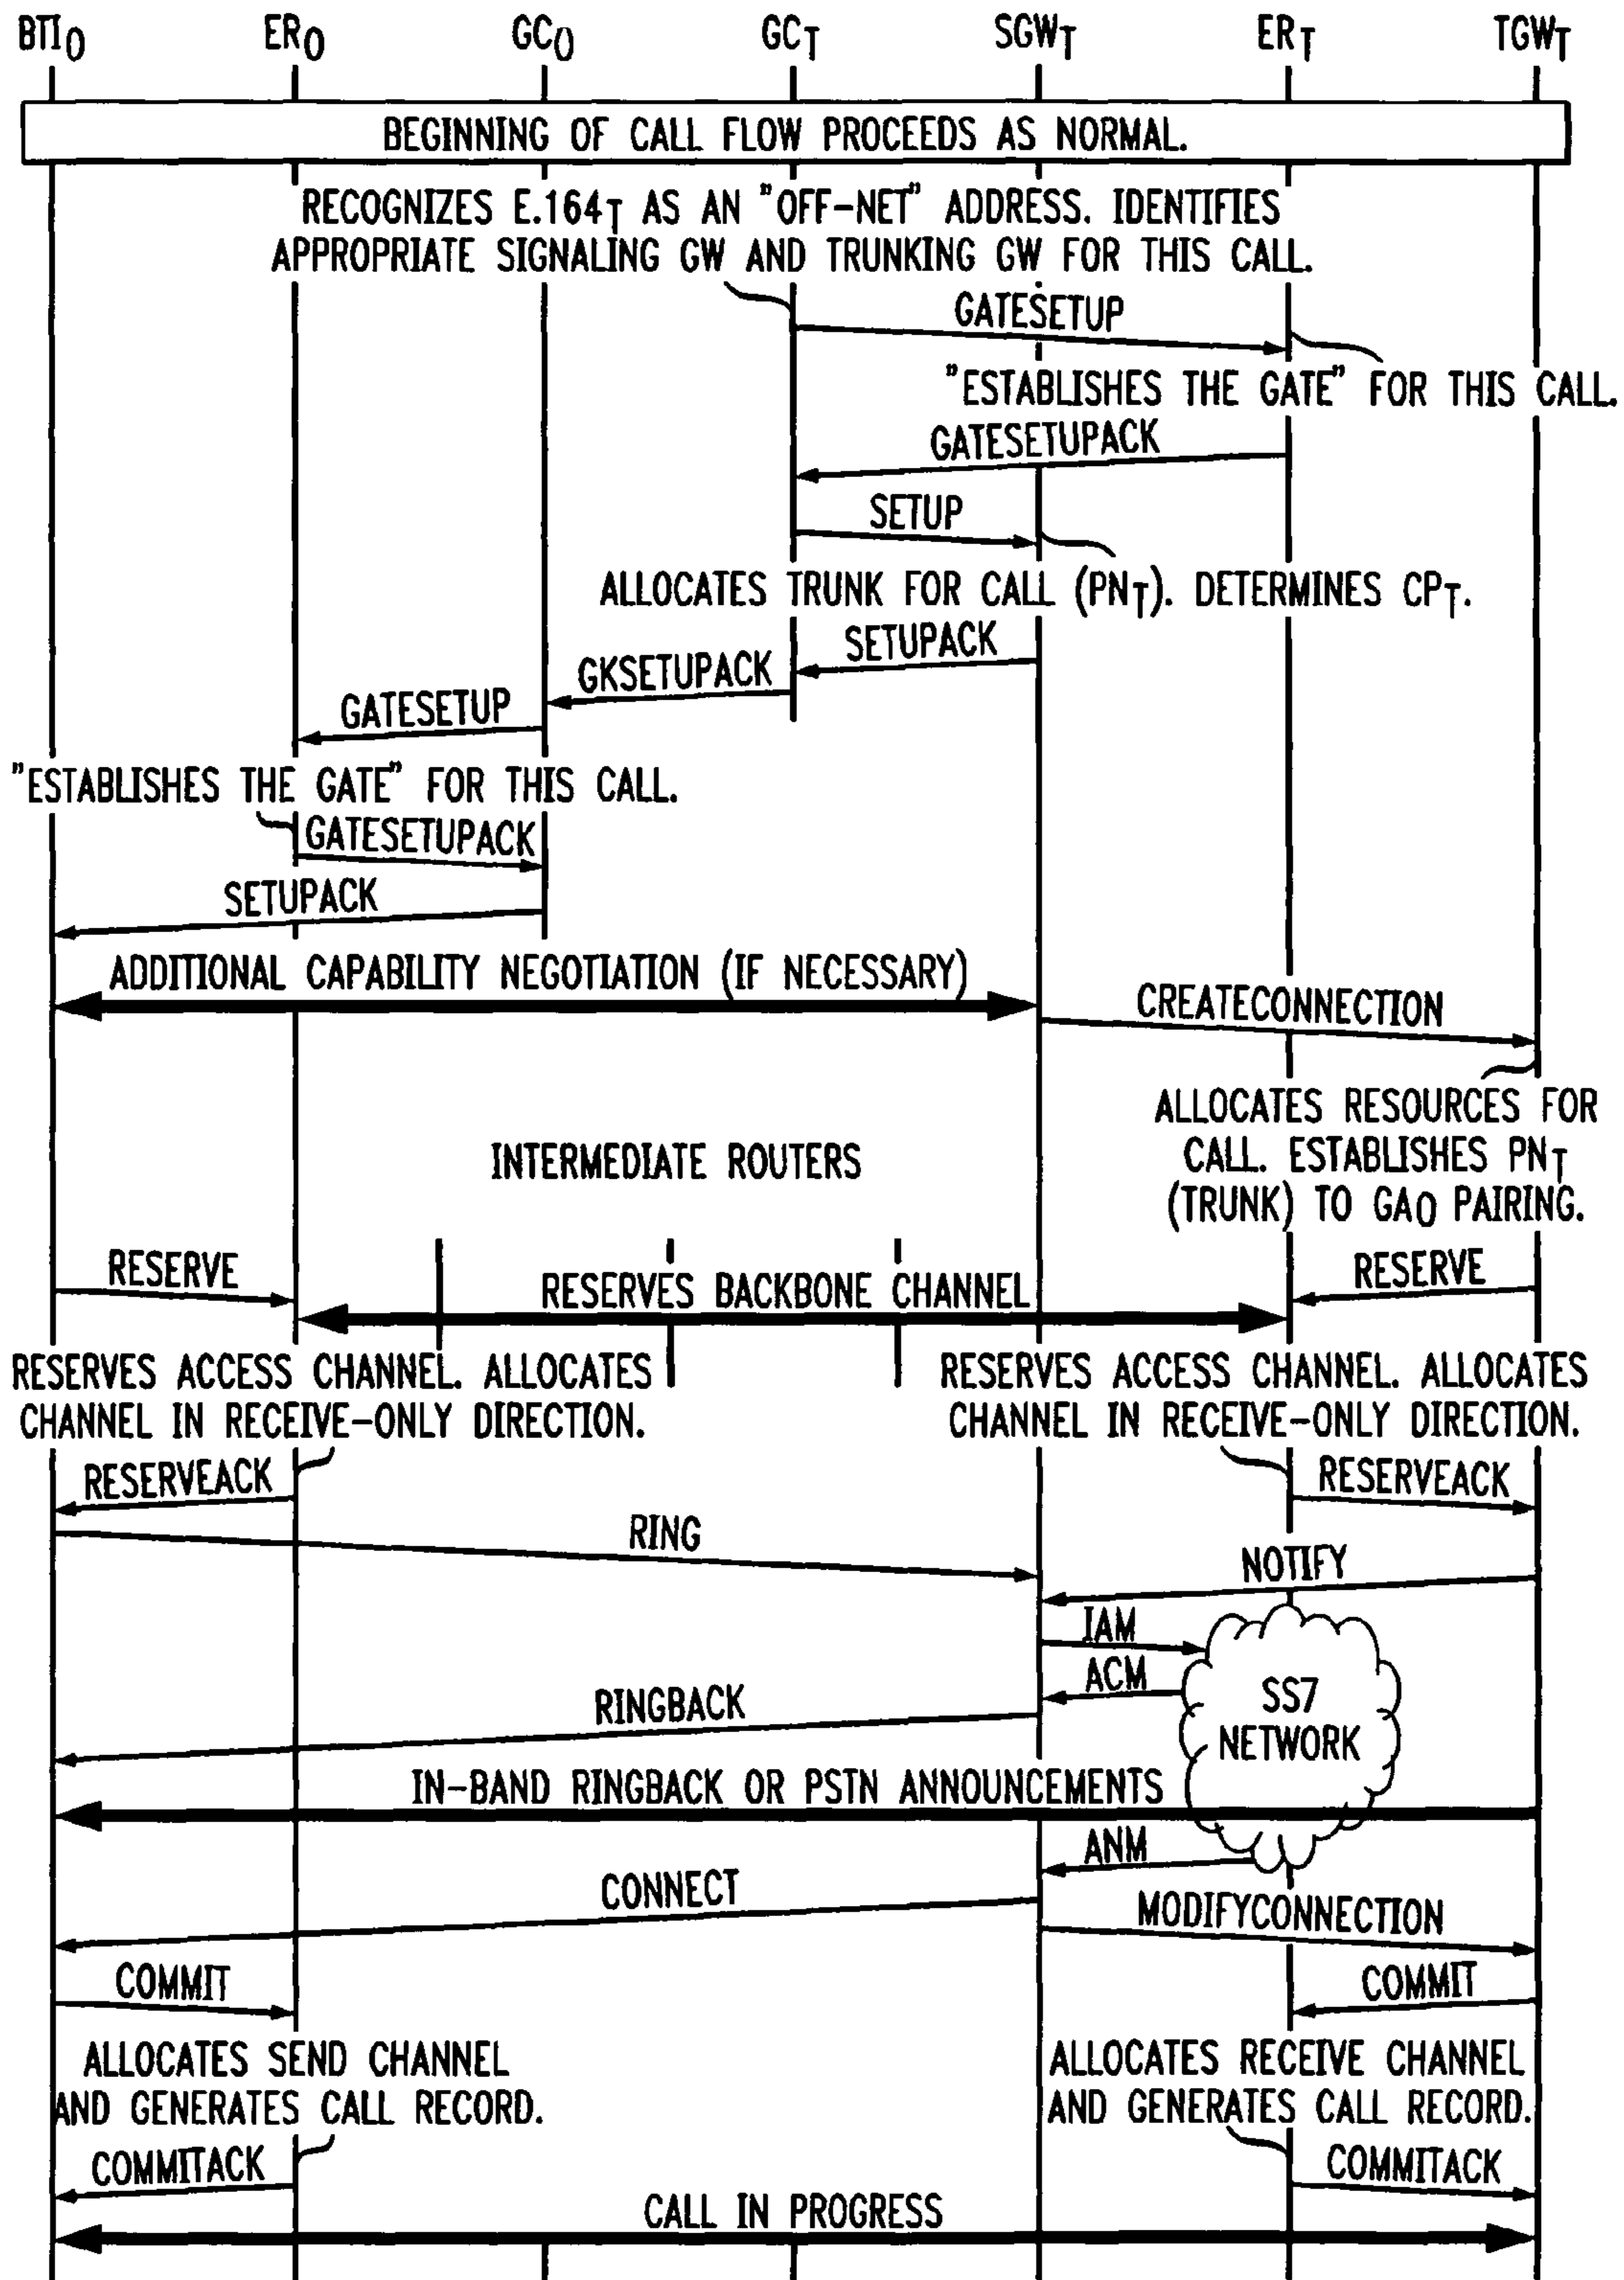 BTIO ERO GCO GCT SGWT ERT TGWT
BEGINNING OF CALL FLOW PROCEEDS AS NORMAL.
RECOGNIZES E.164T AS AN "OFF-NET" ADDRESS. IDENTIFIES
APPROPRIATE SIGNALING GW AND TRUNKING GW FOR THIS CALL.
GATESETUP
"ESTABLISHES THE GATE" FOR THIS CALL.
GATESETUPACK
SETUP
ALLOCATES TRUNK FOR CALL (PNT). DETERMINES CPT.
SETUPACK
GKSETUPACK
GATESETUP
"ESTABLISHES THE GATE" FOR THIS CALL.
GATESETUPACK
SETUPACK
ADDITIONAL CAPABILITY NEGOTIATION (IF NECESSARY)
CREATECONNECTION
ALLOCATES RESOURCES FOR
CALL. ESTABLISHES PNT
(TRUNK) TO GAO PAIRING.
INTERMEDIATE ROUTERS
RESERVE
RESERVES BACKBONE CHANNEL
RESERVE
RESERVES ACCESS CHANNEL. ALLOCATES
CHANNEL IN RECEIVE-ONLY DIRECTION.
RESERVES ACCESS CHANNEL. ALLOCATES
CHANNEL IN RECEIVE-ONLY DIRECTION.
RESERVEACK
RESERVEACK
RING
NOTIFY
IAM
ACM
SS7
NETWORK
RINGBACK
IN-BAND RINGBACK OR PSTN ANNOUNCEMENTS
ANM
CONNECT
MODIFYCONNECTION
COMMIT
COMMIT
ALLOCATES SEND CHANNEL
AND GENERATES CALL RECORD.
ALLOCATES RECEIVE CHANNEL
AND GENERATES CALL RECORD.
COMMITACK
COMMITACK
CALL IN PROGRESS